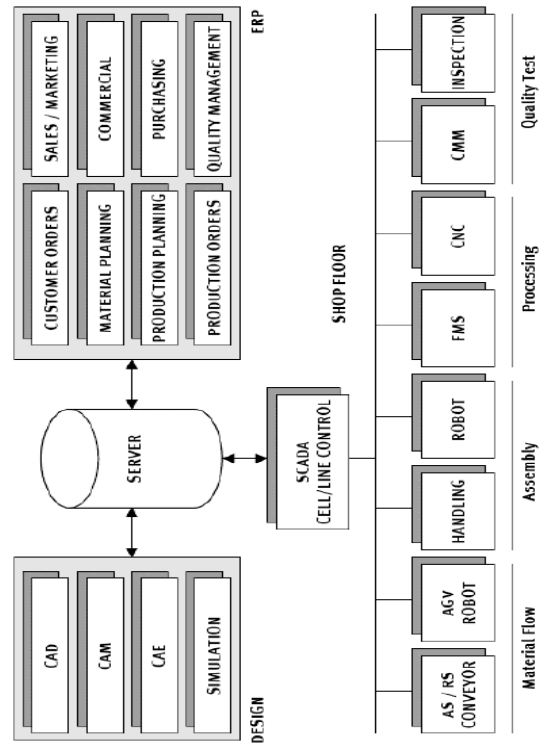 CAD
CAM
CAE
SIMULATION
DESIGN
SERVER
CUSTOMER ORDERS
SALES / MARKETING
MATERIAL PLANNING
COMMERCIAL
PRODUCTION PLANNING
PURCHASING
PRODUCTION ORDERS
QUALITY MANAGEMENT
ERP
SCADA
CELL/LINE CONTROL
SHOP FLOOR
AS / RS
CONVEYOR
AGV
ROBOT
HANDLING
ROBOT
FMS
CNC
CMM
INSPECTION
Material Flow
Assembly
Processing
Quality Test